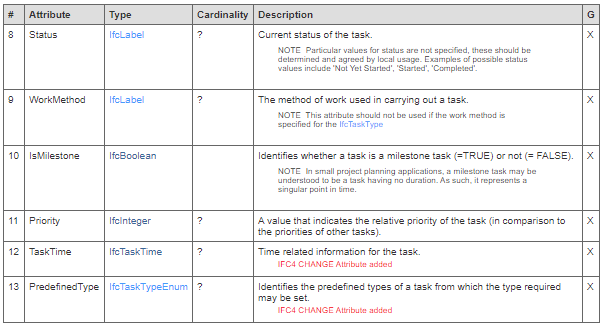 # Attribute Type Cardinality Description G
8 Status IfcLabel ? Current status of the task. X
NOTE Particular values for status are not specified, these should be
determined and agreed by local usage. Examples of possible status
values include 'Not Yet Started', 'Started', 'Completed'.
9 WorkMethod IfcLabel ? The method of work used in carrying out a task. X
NOTE This attribute should not be used if the work method is
specified for the IfcTaskType
10 IsMilestone IfcBoolean Identifies whether a task is a milestone task (=TRUE) or not (= FALSE). X
NOTE In small project planning applications, a milestone task may be
understood to be a task having no duration. As such, it represents a
singular point in time.
11 Priority IfcInteger ? A value that indicates the relative priority of the task (in comparison to X
the priorities of other tasks).
12 TaskTime IfcTaskTime ? Time related information for the task. X
IFC4 CHANGE Attribute added
13 PredefinedType IfcTaskTypeEnum ? Identifies the predefined types of a task from which the type required X
may be set.
IFC4 CHANGE Attribute added